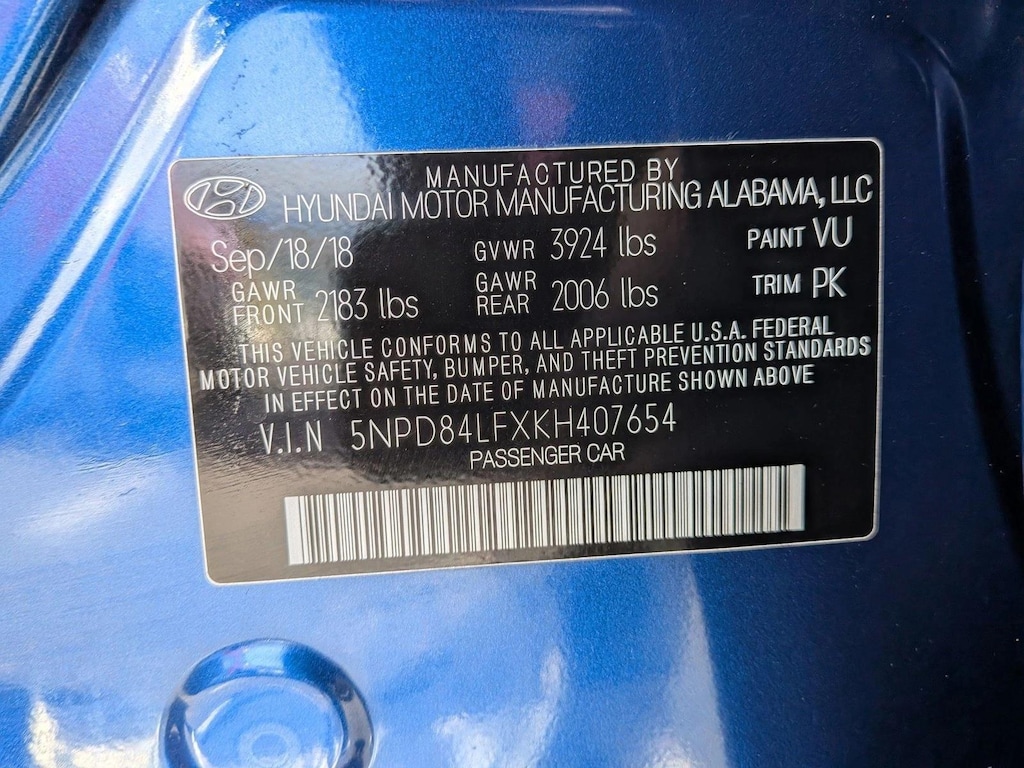 MANUFACTURED BY
HYUNDAI MOTOR MANUFACTURING ALABAMA, LLC
Sep/18/18 GVWR 3924 lbs PAINT VU
GAWR FRONT 2183 lbs GAWR REAR 2006 lbs TRIM PK
THIS VEHICLE CONFORMS TO ALL APPLICABLE U.S.A. FEDERAL
MOTOR VEHICLE SAFETY, BUMPER, AND THEFT PREVENTION STANDARDS
IN EFFECT ON THE DATE OF MANUFACTURE SHOWN ABOVE
V.I.N 5NPD84LFXKH407654
PASSENGER CAR